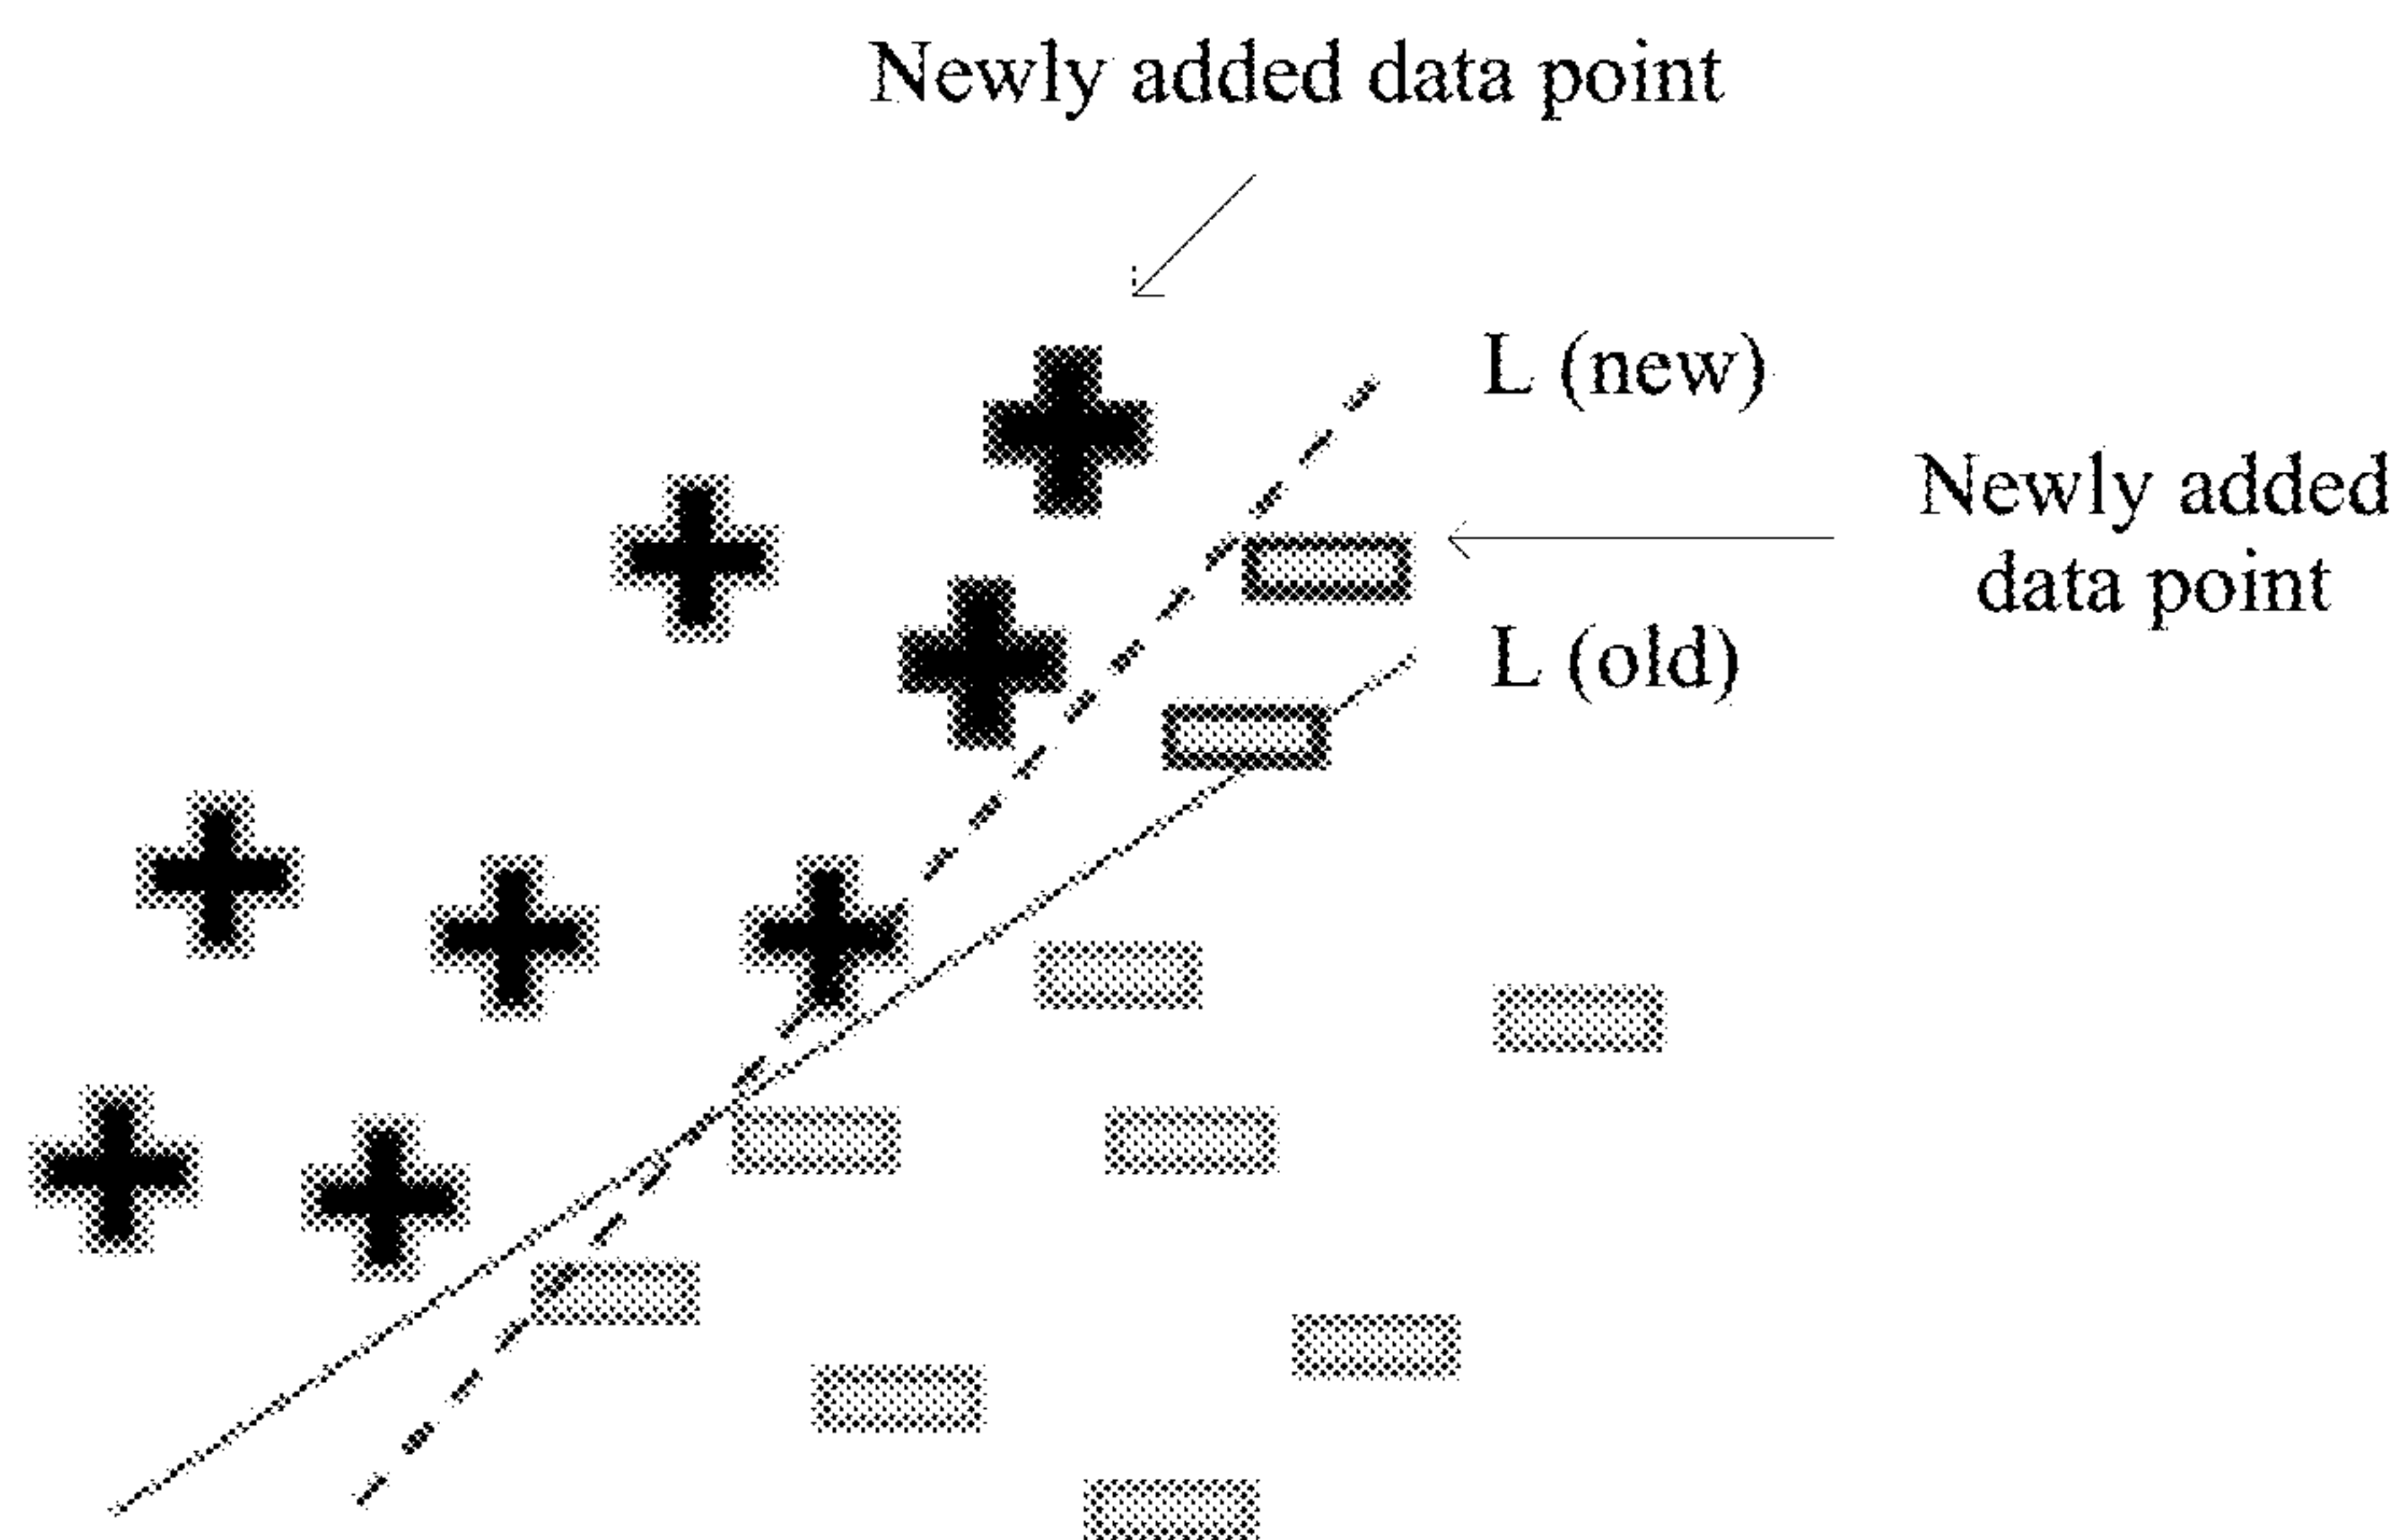 Newly added data point
L (new)
Newly added
data point
L (old)